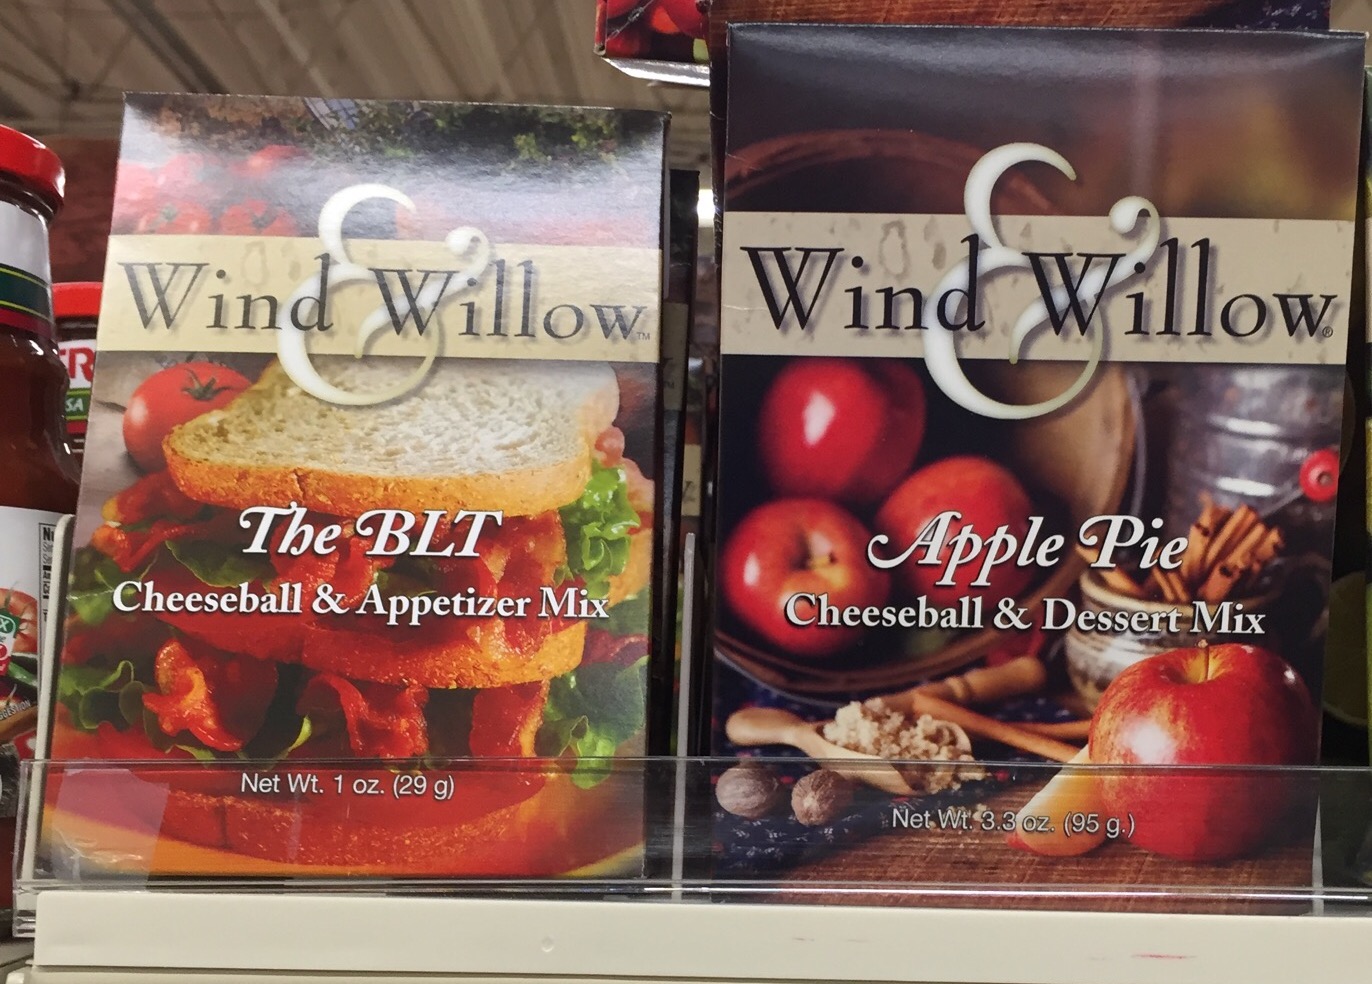 Wind & Willow™
The BLT
Cheeseball & Appetizer Mix
Net Wt. 1 oz. (29 g)
Wind & Willow®
Apple Pie
Cheeseball & Dessert Mix
Net Wt. 3.3 oz. (95 g.)